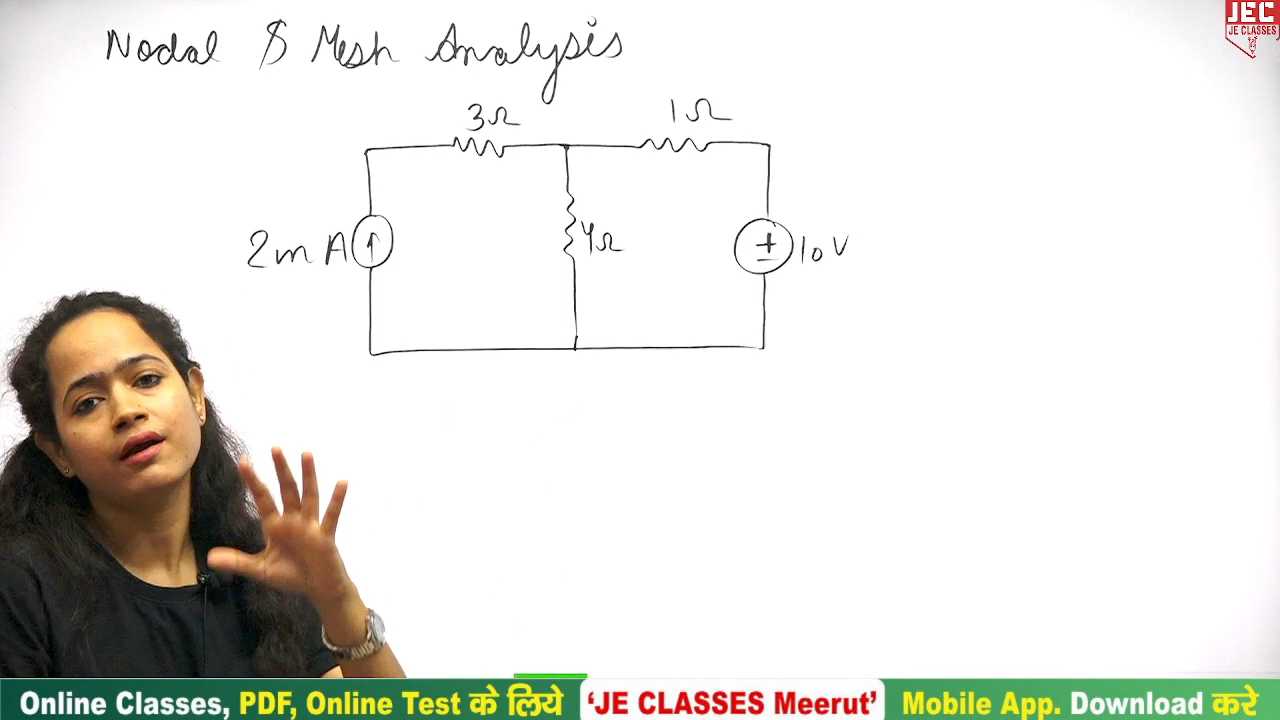 Nodal & Mesh Analysis
JEC
JE CLASSES
3Ω 1Ω
2m A 4Ω ± 10V
Online Classes, PDF, Online Test के लिये 'JE CLASSES Meerut' Mobile App. Download करे